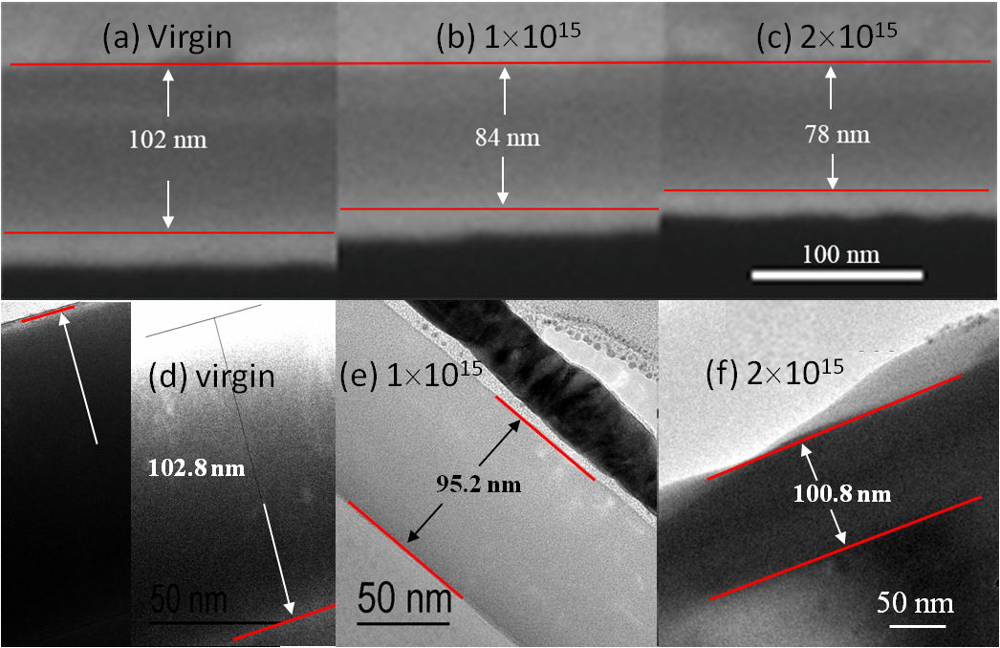 (a) Virgin
(b) 1×10¹⁵
(c) 2×10¹⁵
102 nm
84 nm
78 nm
100 nm
(d) virgin
(e) 1×10¹⁵
(f) 2×10¹⁵
102.8 nm
95.2 nm
100.8 nm
50 nm
50 nm
50 nm